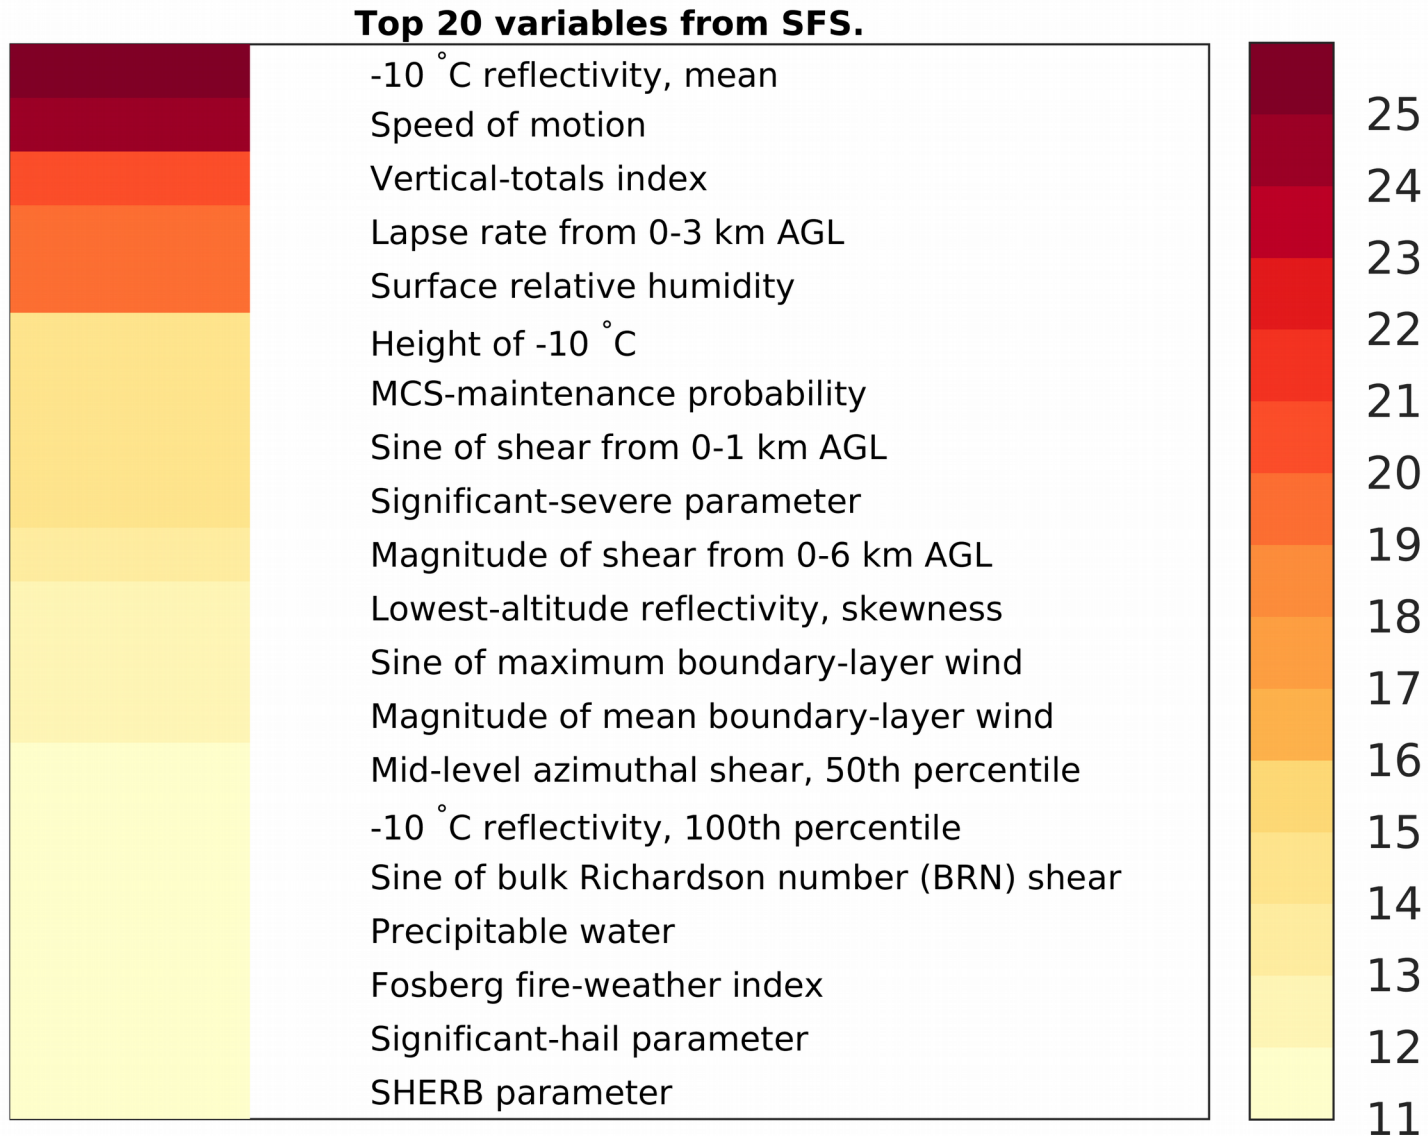 Top 20 variables from SFS.
-10 °C reflectivity, mean
Speed of motion
Vertical-totals index
Lapse rate from 0-3 km AGL
Surface relative humidity
Height of -10 °C
MCS-maintenance probability
Sine of shear from 0-1 km AGL
Significant-severe parameter
Magnitude of shear from 0-6 km AGL
Lowest-altitude reflectivity, skewness
Sine of maximum boundary-layer wind
Magnitude of mean boundary-layer wind
Mid-level azimuthal shear, 50th percentile
-10 °C reflectivity, 100th percentile
Sine of bulk Richardson number (BRN) shear
Precipitable water
Fosberg fire-weather index
Significant-hail parameter
SHERB parameter
25
24
23
22
21
20
19
18
17
16
15
14
13
12
11